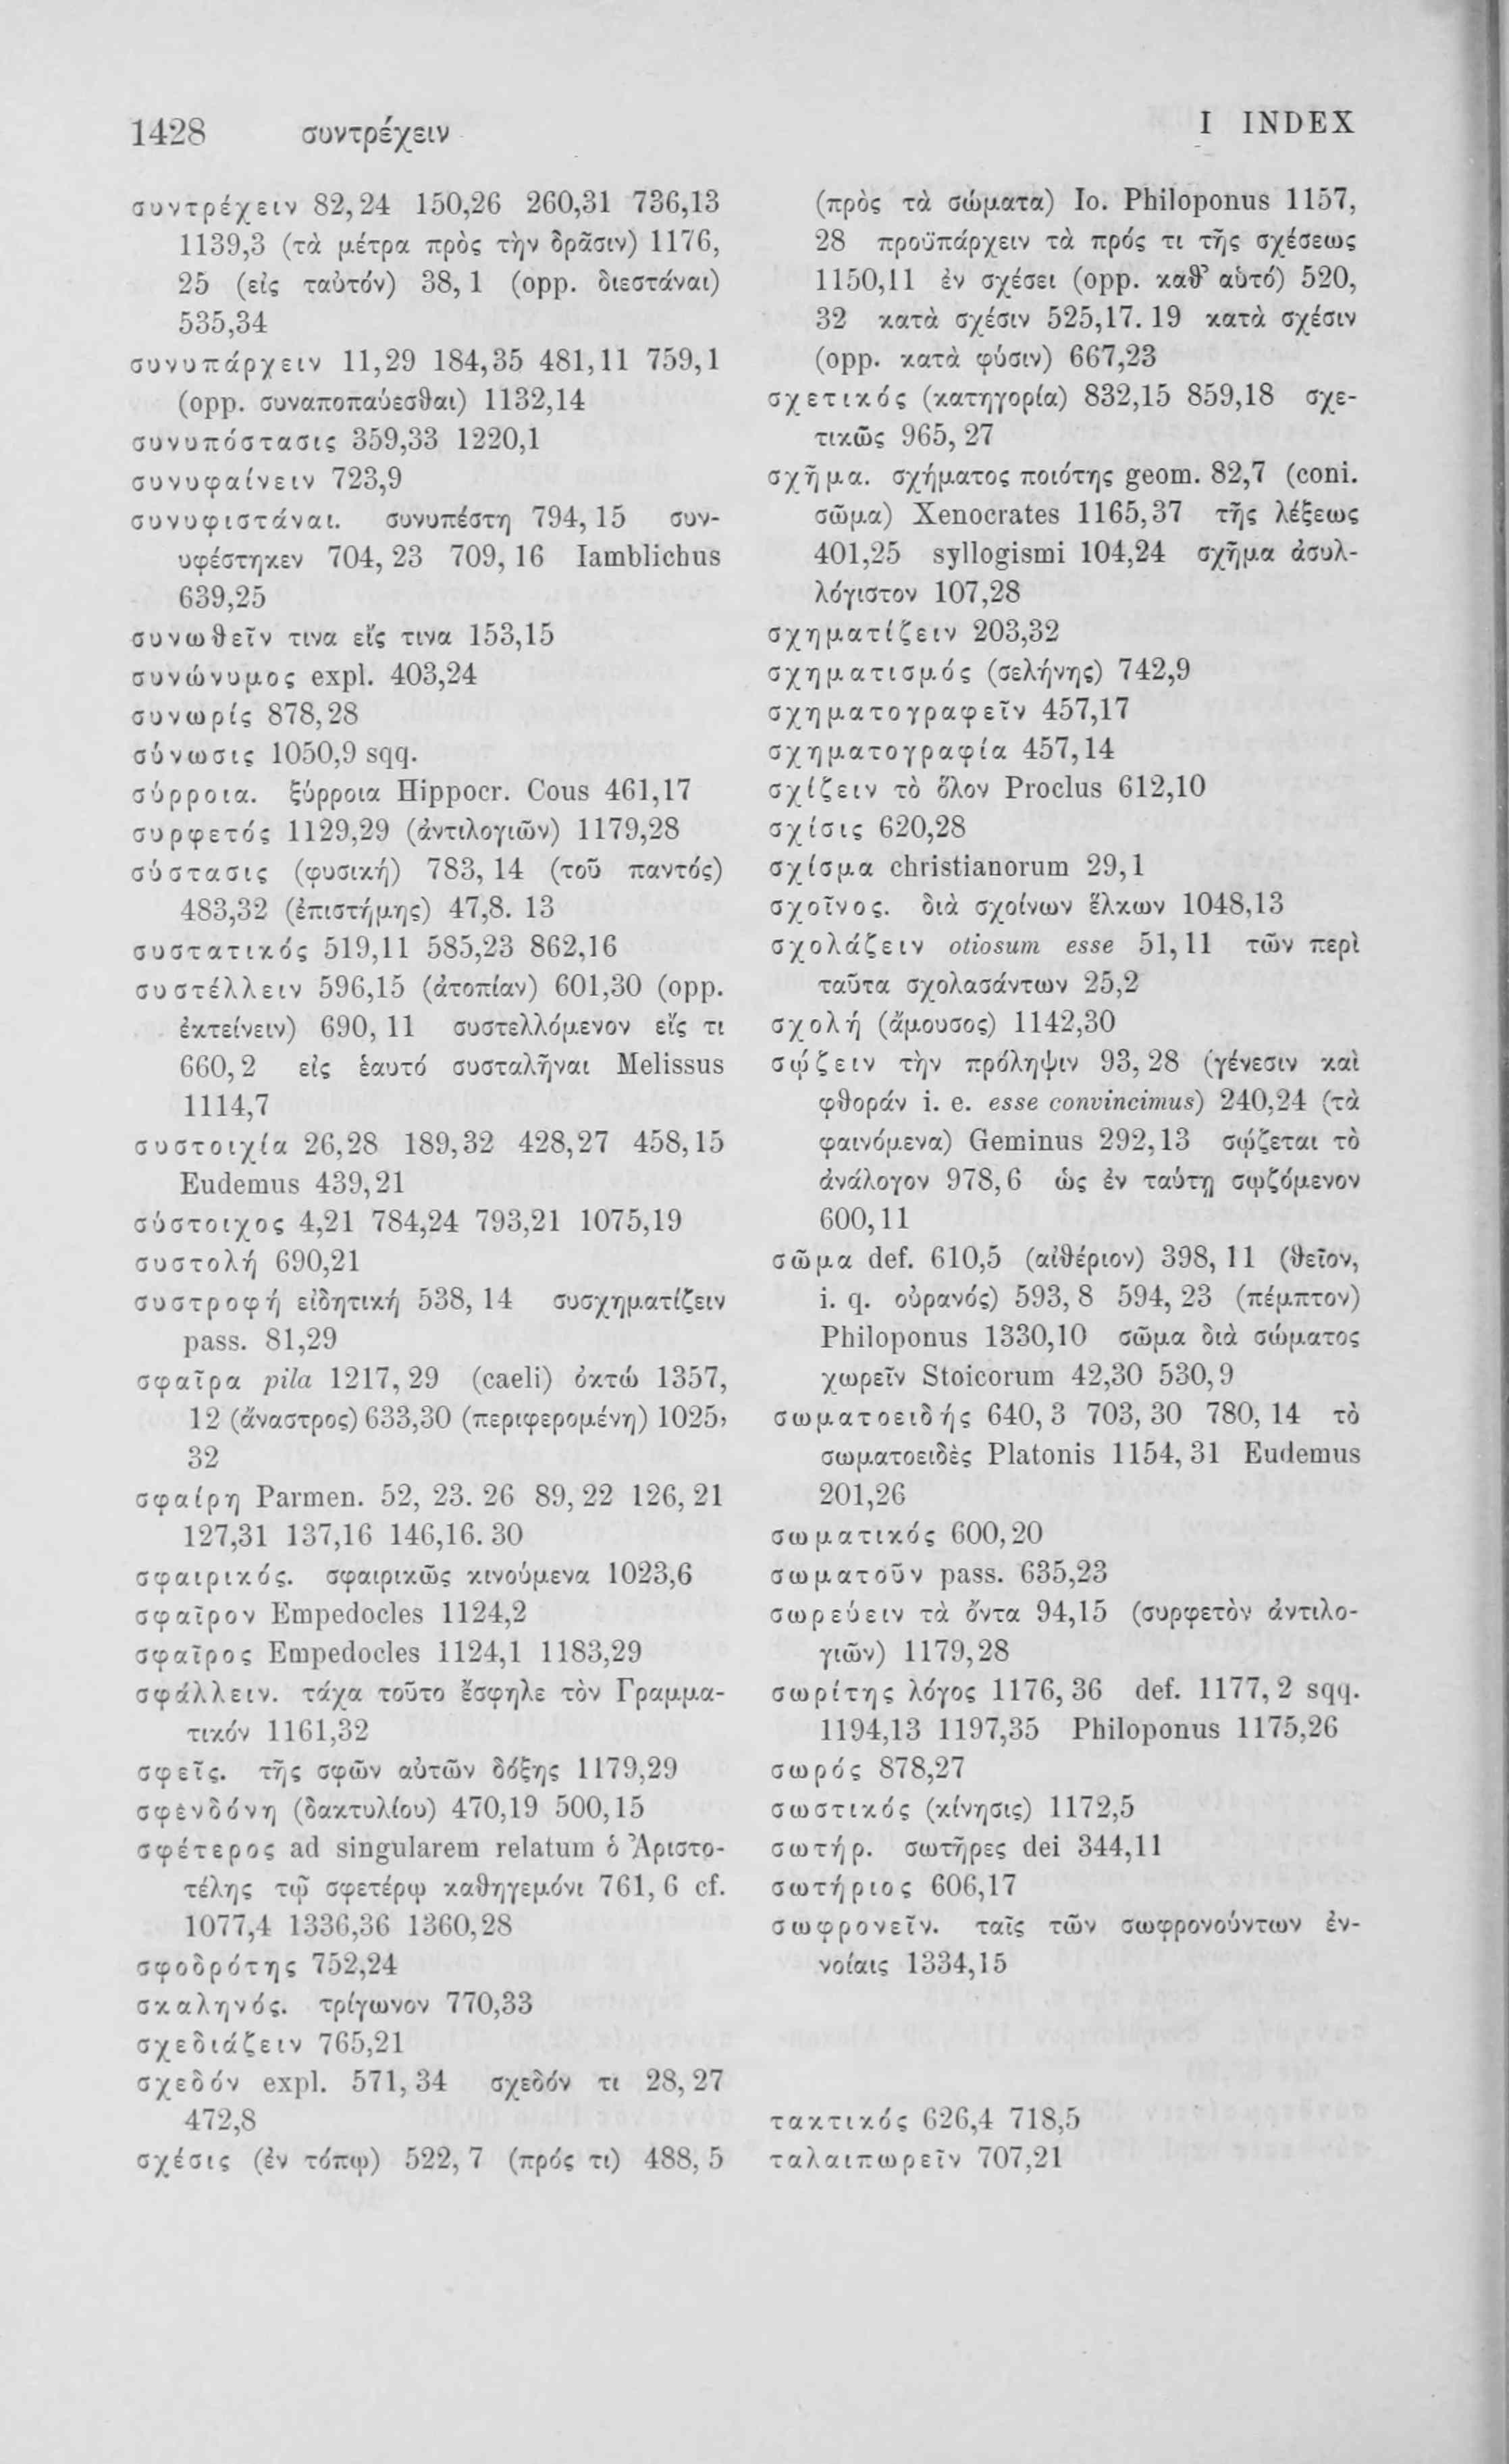 1428 συντρέχειν
I INDEX
συντρέχειν 82,24 150,26 260,31 736,13
1139,3 (τὰ μέτρα πρὸς τὴν δρᾶσιν) 1176,
25 (εἰς ταὐτόν) 38,1 (opp. διεστάναι)
535,34
συνυπάρχειν 11,29 184,35 481,11 759,1
(opp. συναποπαύεσθαι) 1132,14
συνυπόστασις 359,33 1220,1
συνυφαίνειν 723,9
συνυφιστάναι. συνυπέστη 794,15 συν-
υφέστηκεν 704,23 709,16 Iamblichus
639,25
συνωθεῖν τινα εἴς τινα 153,15
συνώνυμος expl. 403,24
συνωρίς 878,28
σύνωσις 1050,9 sqq.
σύρροια. ξύρροια Hippocr. Cous 461,17
συρφετός 1129,29 (ἀντιλογιῶν) 1179,28
σύστασις (φυσική) 783,14 (τοῦ παντός)
483,32 (ἐπιστήμης) 47,8. 13
συστατικός 519,11 585,23 862,16
συστέλλειν 596,15 (ἀτοπίαν) 601,30 (opp.
ἐκτείνειν) 690,11 συστελλόμενον εἴς τι
660,2 εἰς ἑαυτό συσταλῆναι Melissus
1114,7
συστοιχία 26,28 189,32 428,27 458,15
Eudemus 439,21
σύστοιχος 4,21 784,24 793,21 1075,19
συστολή 690,21
συστροφή εἰδητική 538,14 συσχηματίζειν
pass. 81,29
σφαῖρα pila 1217,29 (caeli) ὀκτώ 1357,
12 (ἄναστρος) 633,30 (περιφερομένη) 1025,
32
σφαίρη Parmen. 52, 23. 26 89,22 126,21
127,31 137,16 146,16. 30
σφαιρικός. σφαιρικῶς κινούμενα 1023,6
σφαῖρον Empedocles 1124,2
σφαῖρος Empedocles 1124,1 1183,29
σφάλλειν. τάχα τοῦτο ἔσφηλε τὸν Γραμμα-
τικόν 1161,32
σφεῖς. τῆς σφῶν αὐτῶν δόξης 1179,29
σφενδόνη (δακτυλίου) 470,19 500,15
σφέτερος ad singularem relatum ὁ Ἀριστο-
τέλης τῷ σφετέρῳ καθηγεμόνι 761,6 cf.
1077,4 1336,36 1360,28
σφοδρότης 752,24
σκαληνός. τρίγωνον 770,33
σχεδιάζειν 765,21
σχεδόν expl. 571,34 σχεδόν τι 28,27
472,8
σχέσις (ἐν τόπῳ) 522,7 (πρός τι) 488,5
(πρὸς τὰ σώματα) Io. Philoponus 1157,
28 προϋπάρχειν τὰ πρός τι τῆς σχέσεως
1150,11 ἐν σχέσει (opp. καθ’ αὑτό) 520,
32 κατὰ σχέσιν 525,17. 19 κατὰ σχέσιν
(opp. κατὰ φύσιν) 667,23
σχετικός (κατηγορία) 832,15 859,18 σχε-
τικῶς 965,27
σχῆμα. σχήματος ποιότης geom. 82,7 (coni.
σῶμα) Xenocrates 1165,37 τῆς λέξεως
401,25 syllogismi 104,24 σχῆμα ἀσυλ-
λόγιστον 107,28
σχηματίζειν 203,32
σχηματισμός (σελήνης) 742,9
σχηματογραφεῖν 457,17
σχηματογραφία 457,14
σχίζειν τὸ ὅλον Proclus 612,10
σχίσις 620,28
σχίσμα christianorum 29,1
σχοῖνος. διὰ σχοίνων ἕλκων 1048,13
σχολάζειν otiosum esse 51,11 τῶν περὶ
ταῦτα σχολασάντων 25,2
σχολή (ἄμουσος) 1142,30
σῴζειν τὴν πρόληψιν 93,28 (γένεσιν καὶ
φθοράν i. e. esse convincimus) 240,24 (τὰ
φαινόμενα) Geminus 292,13 σῴζεται τὸ
ἀνάλογον 978,6 ὡς ἐν ταύτῃ σῳζόμενον
600,11
σῶμα def. 610,5 (αἰθέριον) 398,11 (θεῖον,
i. q. οὐρανός) 593,8 594,23 (πέμπτον)
Philoponus 1330,10 σῶμα διὰ σώματος
χωρεῖν Stoicorum 42,30 530,9
σωματοειδής 640,3 703,30 780,14 τὸ
σωματοειδὲς Platonis 1154,31 Eudemus
201,26
σωματικός 600,20
σωματοῦν pass. 635,23
σωρεύειν τὰ ὄντα 94,15 (συρφετὸν ἀντιλο-
γιῶν) 1179,28
σωρίτης λόγος 1176,36 def. 1177,2 sqq.
1194,13 1197,35 Philoponus 1175,26
σωρός 878,27
σωστικός (κίνησις) 1172,5
σωτήρ. σωτῆρες dei 344,11
σωτήριος 606,17
σωφρονεῖν. ταῖς τῶν σωφρονούντων ἐν-
νοίαις 1334,15
τακτικός 626,4 718,5
ταλαιπωρεῖν 707,21